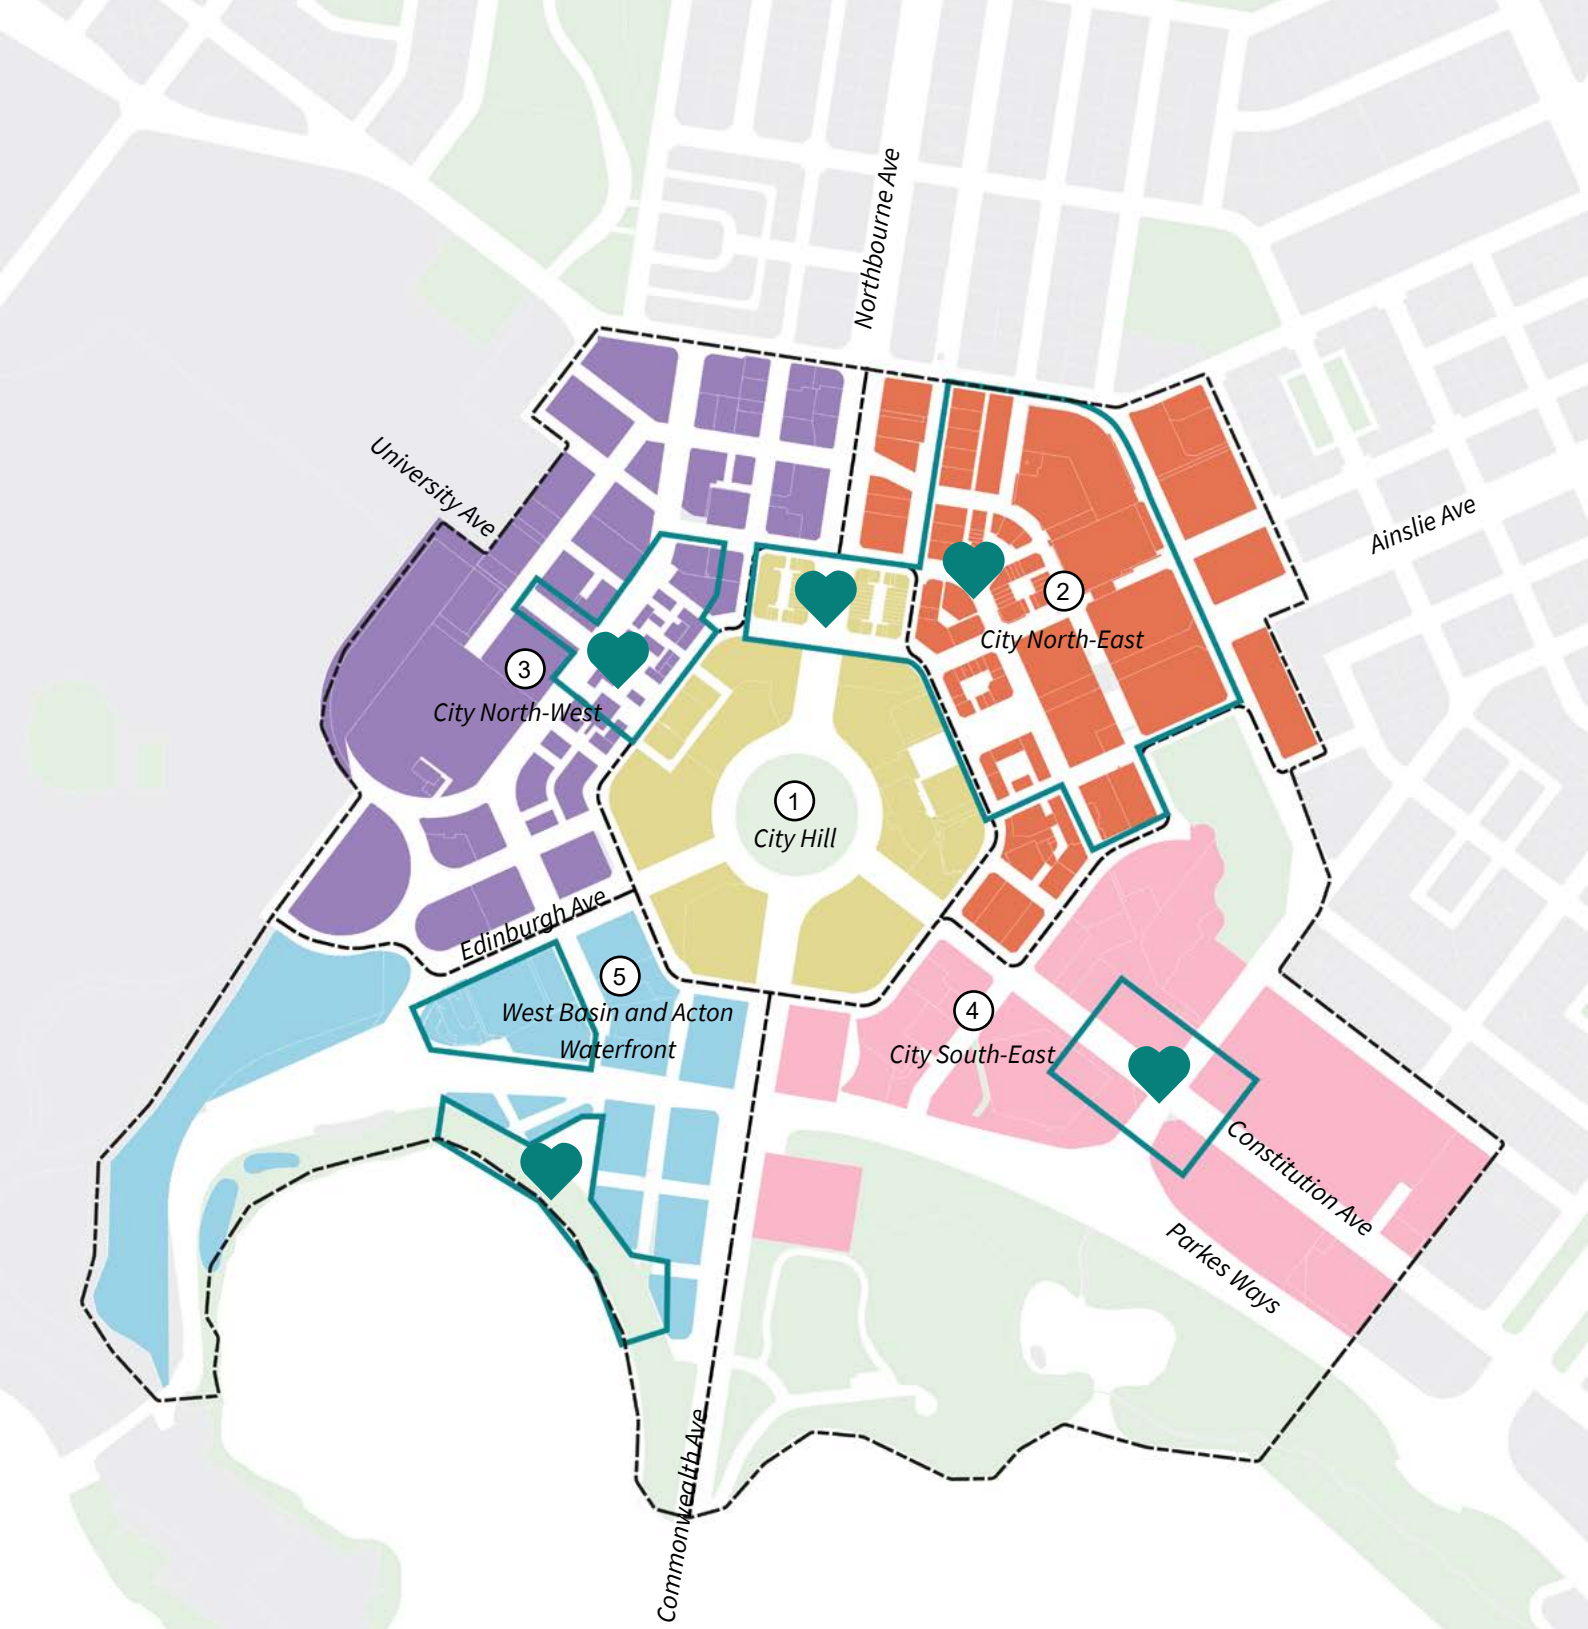 Northbourne Ave
University Ave
Ainslie Ave
2
City North-East
3
City North-West
1
City Hill
Edinburgh Ave
5
West Basin and Acton
Waterfront
4
City South-East
Constitution Ave
Parkes Ways
Commonwealth Ave